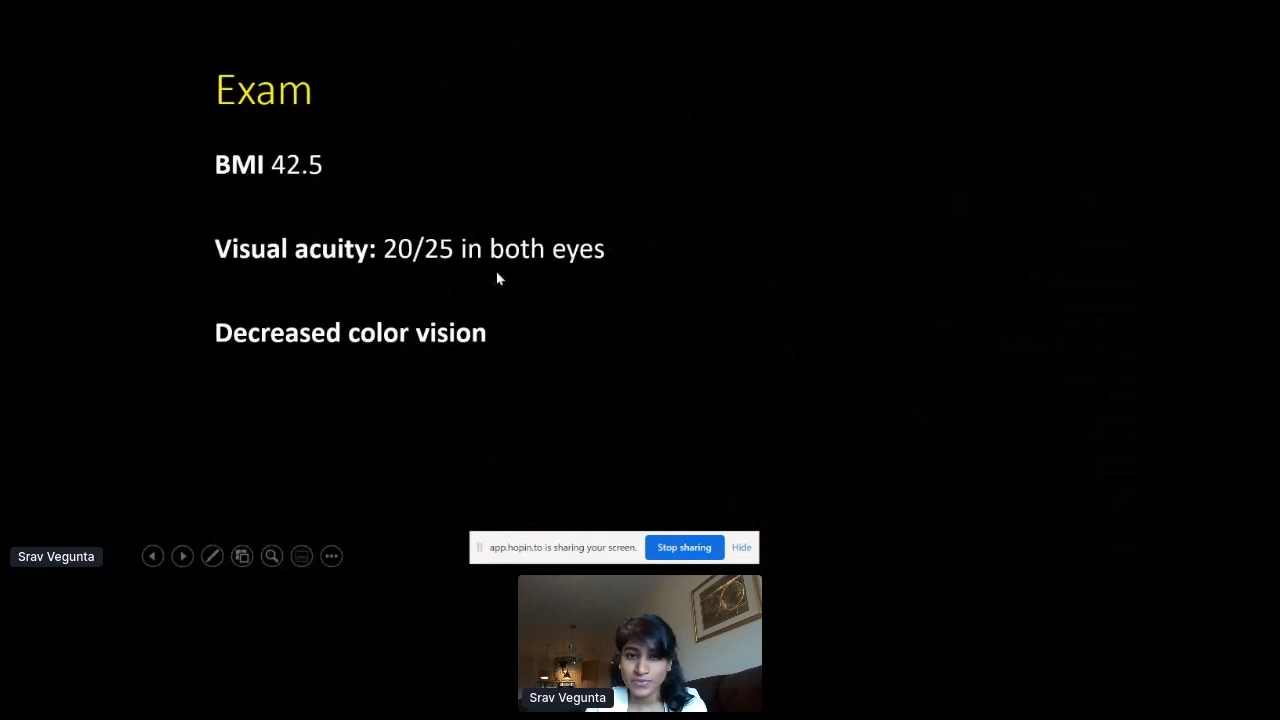 Exam
BMI 42.5
Visual acuity: 20/25 in both eyes
Decreased color vision
app.hopin.to is sharing your screen.
Stop sharing
Hide
Srav Vegunta
Srav Vegunta